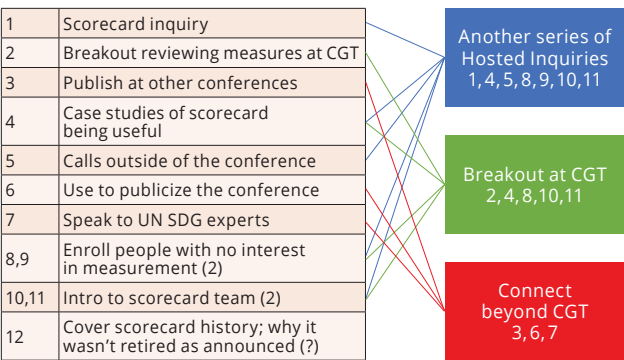 1 Scorecard inquiry
2 Breakout reviewing measures at CGT
3 Publish at other conferences
4 Case studies of scorecard
being useful
5 Calls outside of the conference
6 Use to publicize the conference
7 Speak to UN SDG experts
8,9 Enroll people with no interest
in measurement (2)
10,11 Intro to scorecard team (2)
12 Cover scorecard history; why it
wasn't retired as announced (?)
Another series of
Hosted Inquiries
1,4,5,8,9,10,11
Breakout at CGT
2,4,8,10,11
Connect
beyond CGT
3,6,7